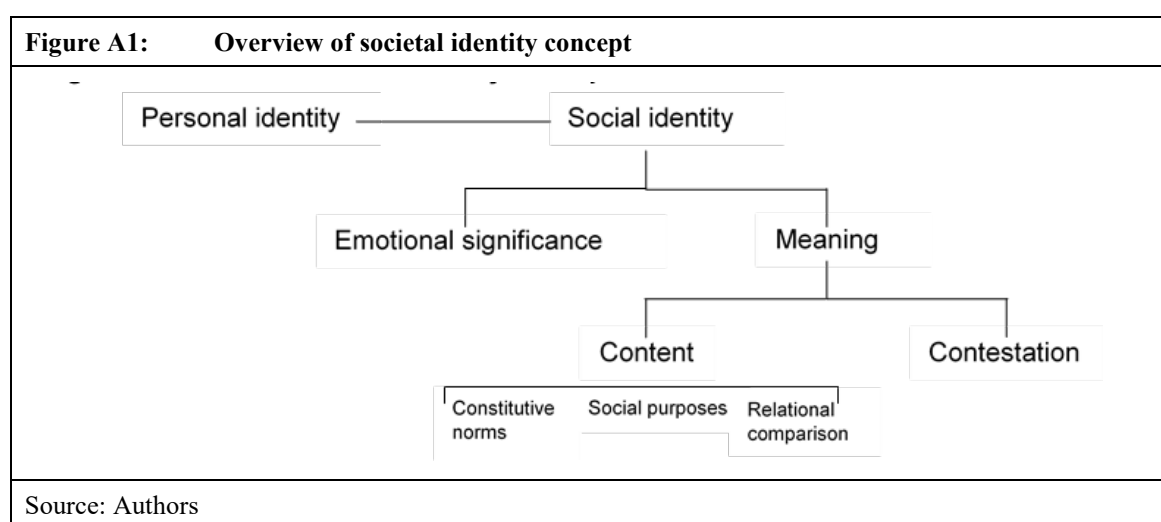 Figure A1: Overview of societal identity concept
Personal identity
Social identity
Emotional significance
Meaning
Content
Contestation
Constitutive
norms
Social purposes
Relational
comparison
Source: Authors